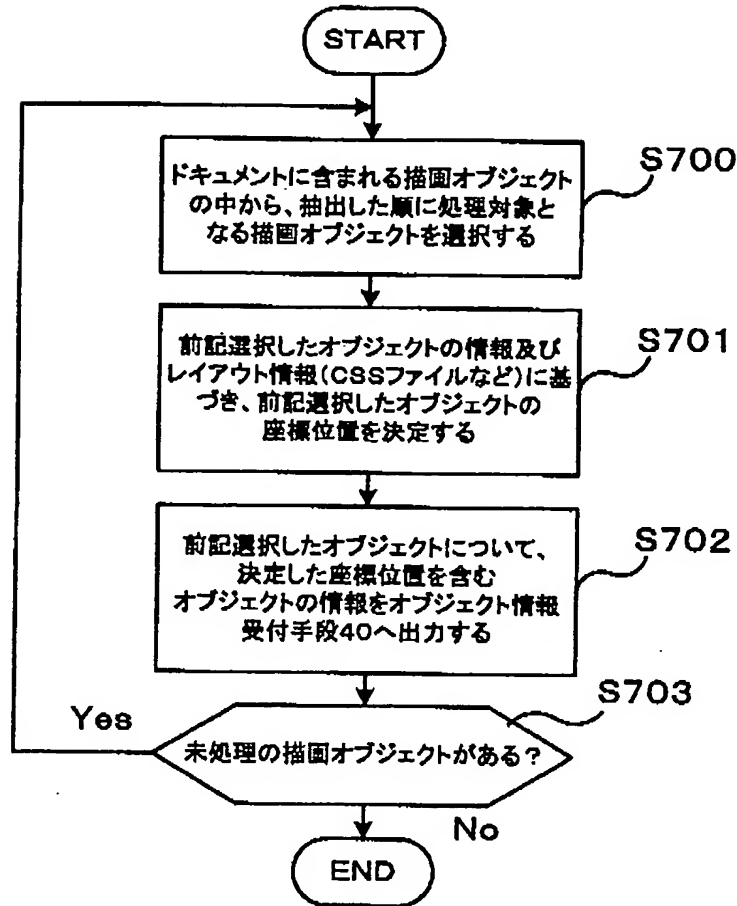 START
ドキュメントに含まれる描画オブジェクト
の中から、抽出した順に処理対象と
なる描画オブジェクトを選択する
S700
前記選択したオブジェクトの情報及び
レイアウト情報(CSSファイルなど)に基
づき、前記選択したオブジェクトの
座標位置を決定する
S701
前記選択したオブジェクトについて、
決定した座標位置を含む
オブジェクトの情報をオブジェクト情報
受付手段40へ出力する
S702
未処理の描画オブジェクトがある?
S703
Yes
No
END